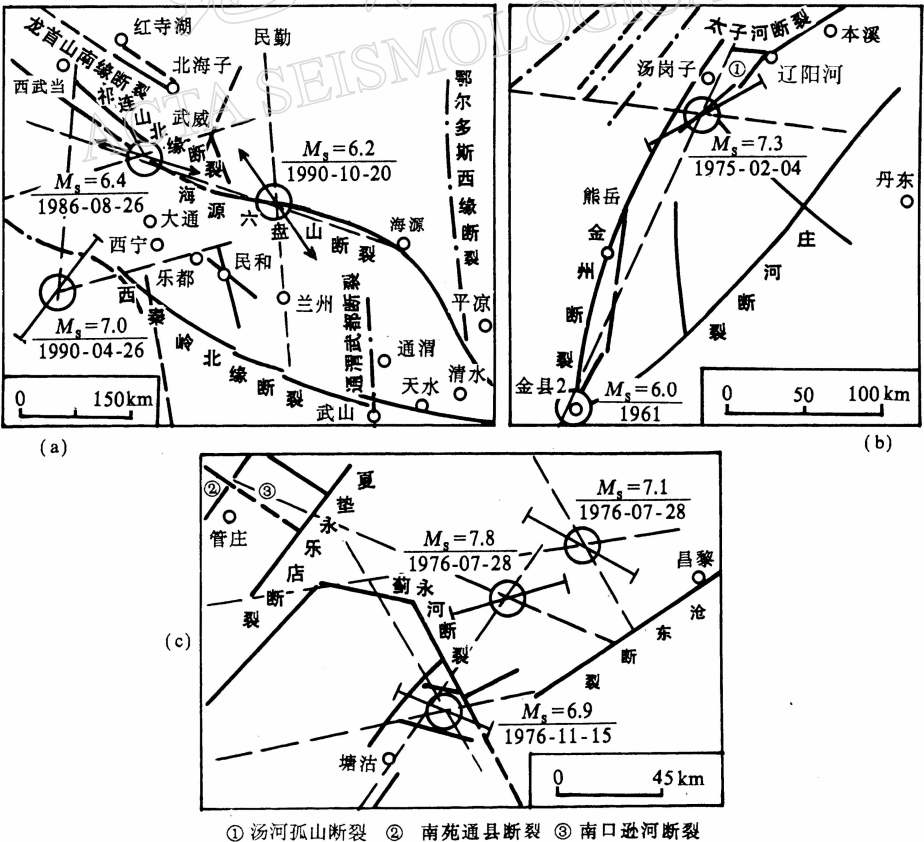 ACTA SEISMOLOGICA
红寺湖
龙首山南缘断裂
西武当
北海子
民勤
祁连山北缘断裂
武威
鄂尔多斯西缘断裂
Ms=6.2
1990-10-20
Ms=6.4
1986-08-26
海源六盘山断裂
大通
西宁
乐都
民和
海源
兰州
通渭武都断裂
平凉
Ms=7.0
1990-04-26
西秦岭北缘断裂
通渭
清水
天水
武山
0 150km
(a)
太子河断裂
本溪
汤岗子
①
辽阳河
Ms=7.3
1975-02-04
丹东
熊岳
金州断裂
庄河断裂
金县2
Ms=6.0
1961
0 50 100km
(b)
②
③
管庄
夏垫
永乐店断裂
Ms=7.1
1976-07-28
Ms=7.8
1976-07-28
昌黎
蓟永河断裂
沧东断裂
(c)
Ms=6.9
1976-11-15
塘沽
0 45km
① 汤河孤山断裂 ② 南苑通县断裂 ③ 南口逊河断裂